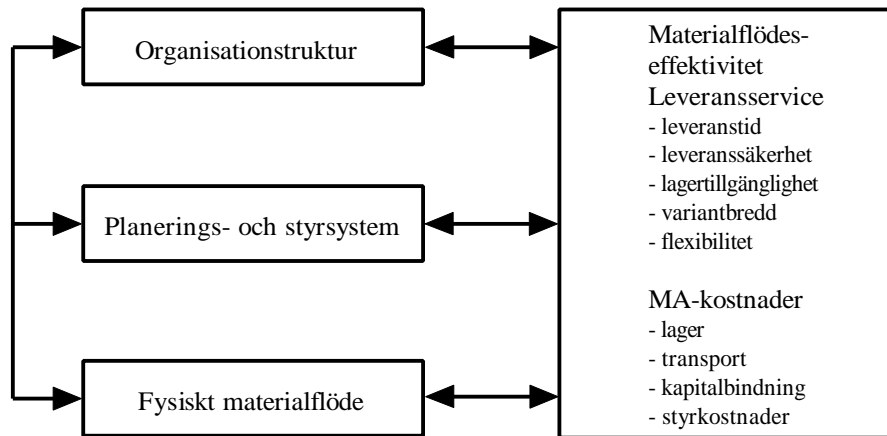 Organisationstruktur
Planerings- och styrsystem
Fysiskt materialflöde
Materialflödes-
effektivitet
Leveransservice
- leveranstid
- leveranssäkerhet
- lagertillgänglighet
- variantbredd
- flexibilitet
MA-kostnader
- lager
- transport
- kapitalbindning
- styrkostnader